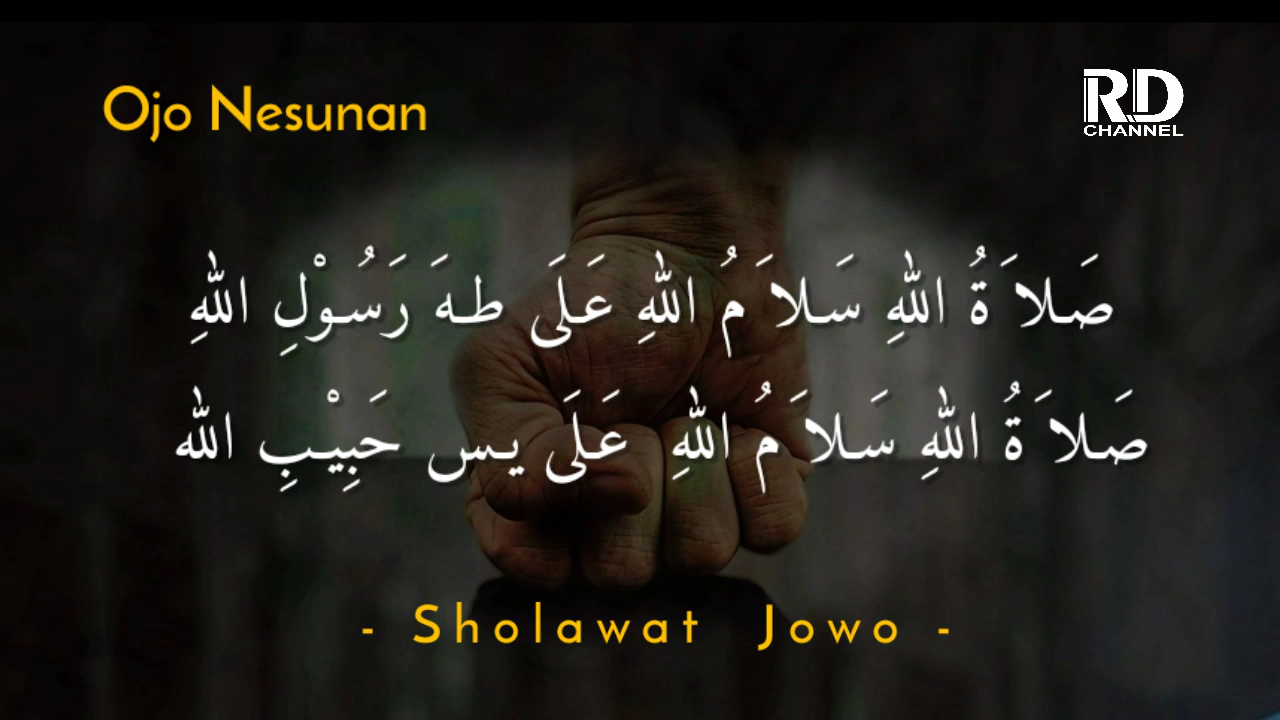 Ojo Nesunan
RD
CHANNEL
صَلاَةُ اللهِ سَلاَمُ اللهِ عَلَى طهَ رَسُوْلِ اللهِ
صَلاَةُ اللهِ سَلاَمُ اللهِ عَلَى يس حَبِيْبِ الله
- Sholawat Jowo -